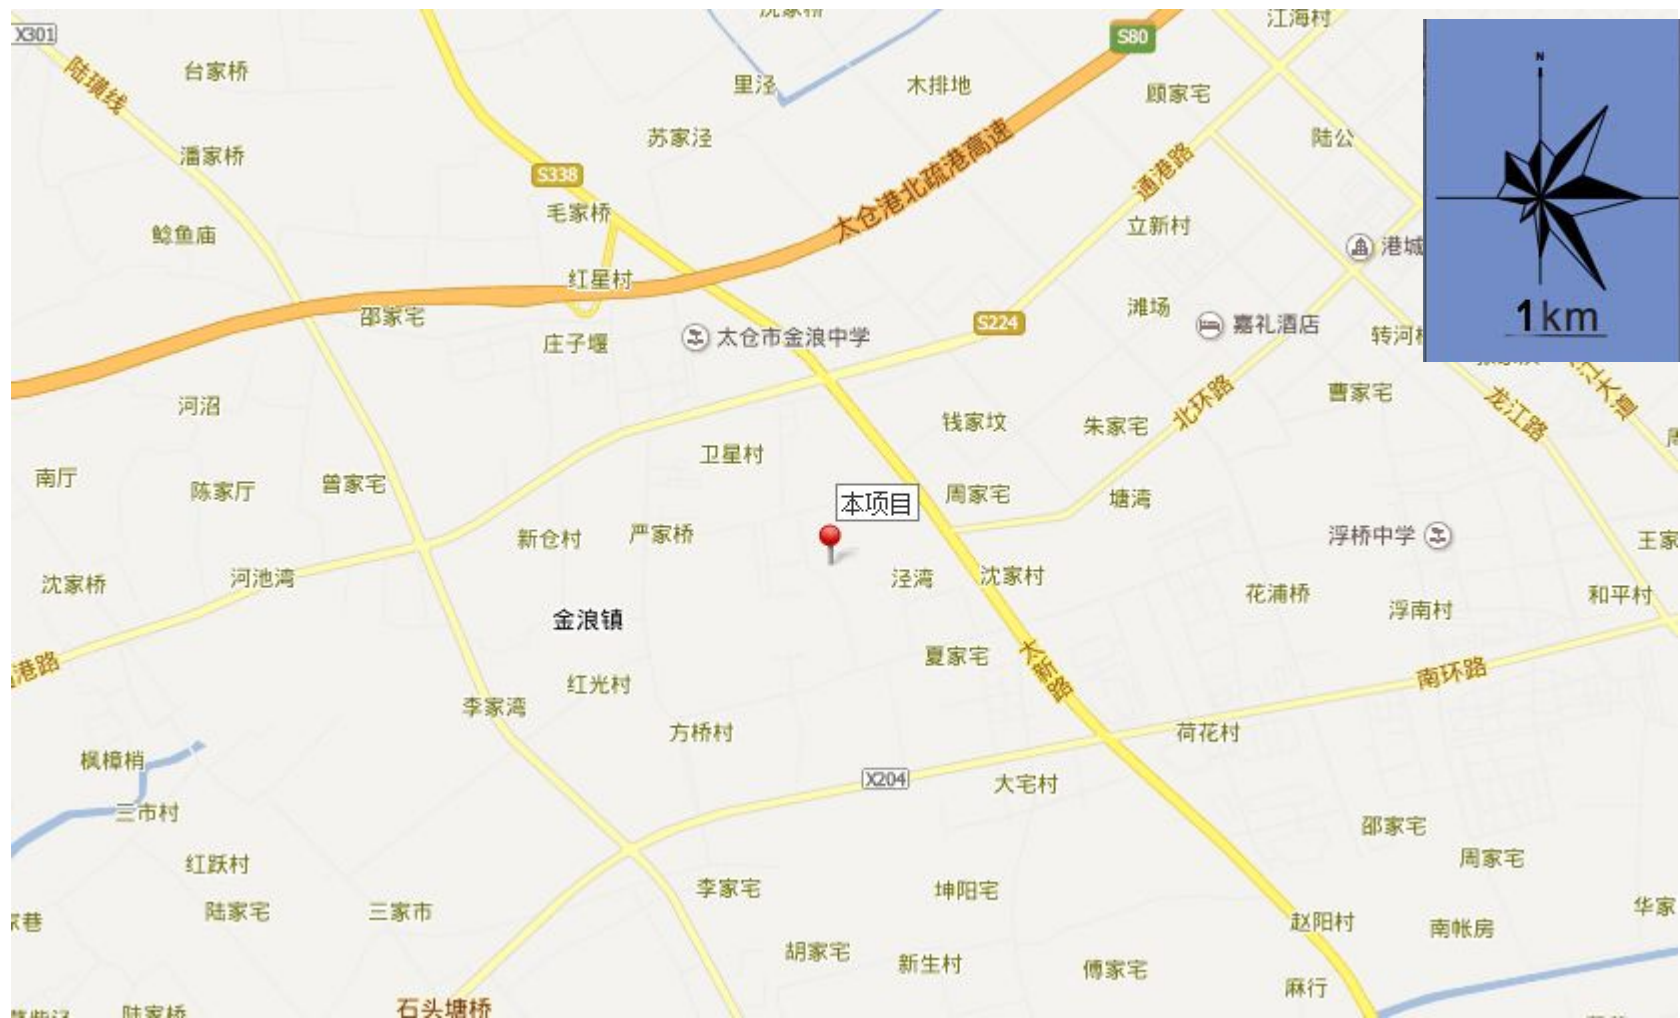 X301
江海村
S80
N
陆璜线
台家桥
里泾
木排地
顾家宅
苏家泾
陆公
潘家桥
S338
太仓港北疏港高速
通港路
毛家桥
鲶鱼庙
立新村
港城
红星村
邵家宅
庄子堰
太仓市金浪中学
S224
滩场
嘉礼酒店
转河
1km
江大道
河沼
钱家坟
朱家宅
北环路
曹家宅
龙江路
卫星村
南厅
陈家厅
曾家宅
本项目
周家宅
塘湾
新仓村
严家桥
浮桥中学
王家
沈家桥
河池湾
泾湾
沈家村
花浦桥
浮南村
和平村
金浪镇
港路
红光村
夏家宅
太新路
南环路
李家湾
方桥村
荷花村
枫樟梢
X204
大宅村
三市村
邵家宅
红跃村
周家宅
李家宅
坤阳宅
家巷
陆家宅
三家市
赵阳村
南帐房
华家
胡家宅
新生村
傅家宅
麻行
石头塘桥
陆家桥